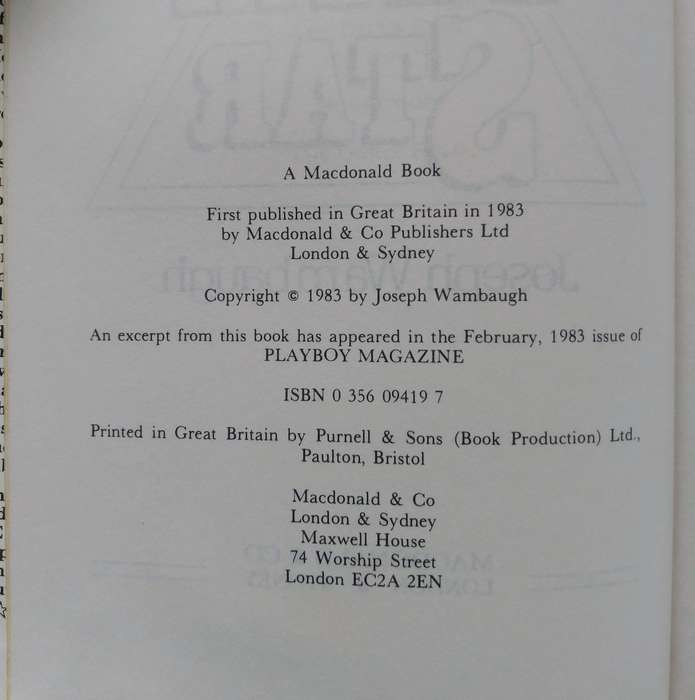 STAR
A Macdonald Book
First published in Great Britain in 1983
by Macdonald & Co Publishers Ltd
London & Sydney
Joseph Wambaugh
Copyright © 1983 by Joseph Wambaugh
An excerpt from this book has appeared in the February, 1983 issue of
PLAYBOY MAGAZINE
ISBN 0 356 09419 7
Printed in Great Britain by Purnell & Sons (Book Production) Ltd.,
Paulton, Bristol
Macdonald & Co
London & Sydney
Maxwell House
74 Worship Street
London EC2A 2EN